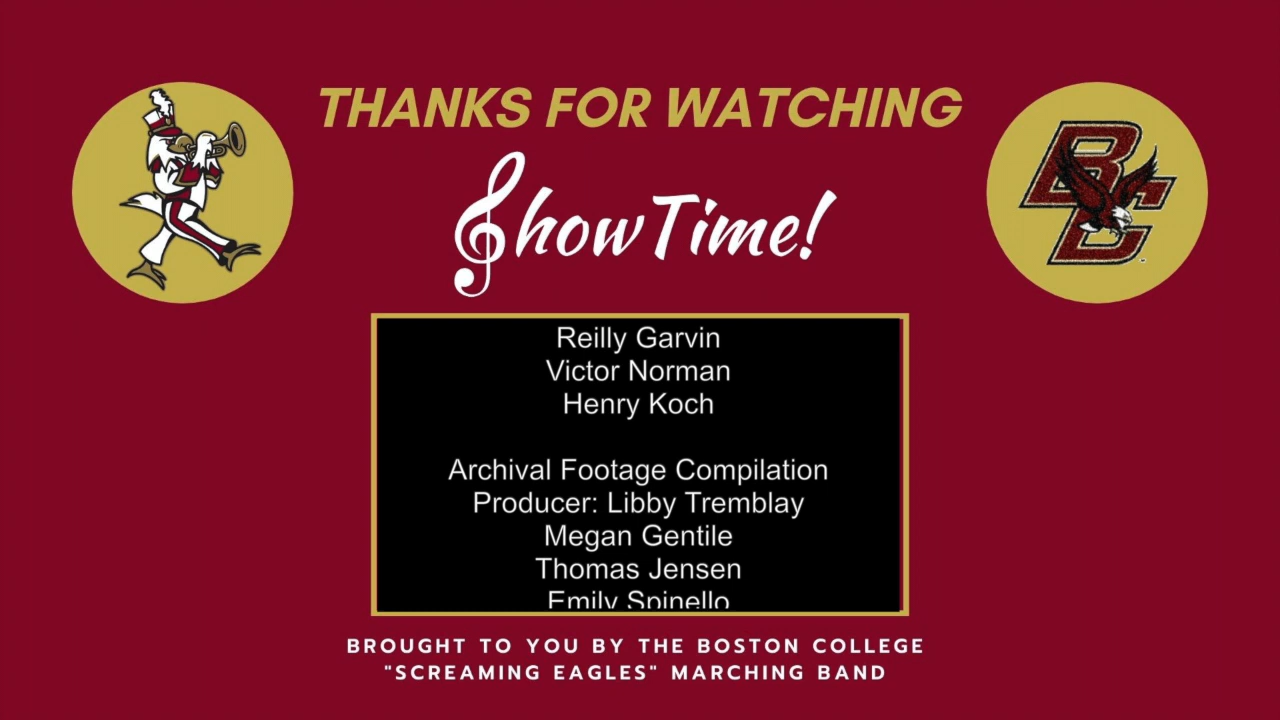 THANKS FOR WATCHING
ShowTime!
BC
Reilly Garvin
Victor Norman
Henry Koch
Archival Footage Compilation
Producer: Libby Tremblay
Megan Gentile
Thomas Jensen
Emily Spinello
BROUGHT TO YOU BY THE BOSTON COLLEGE
"SCREAMING EAGLES" MARCHING BAND